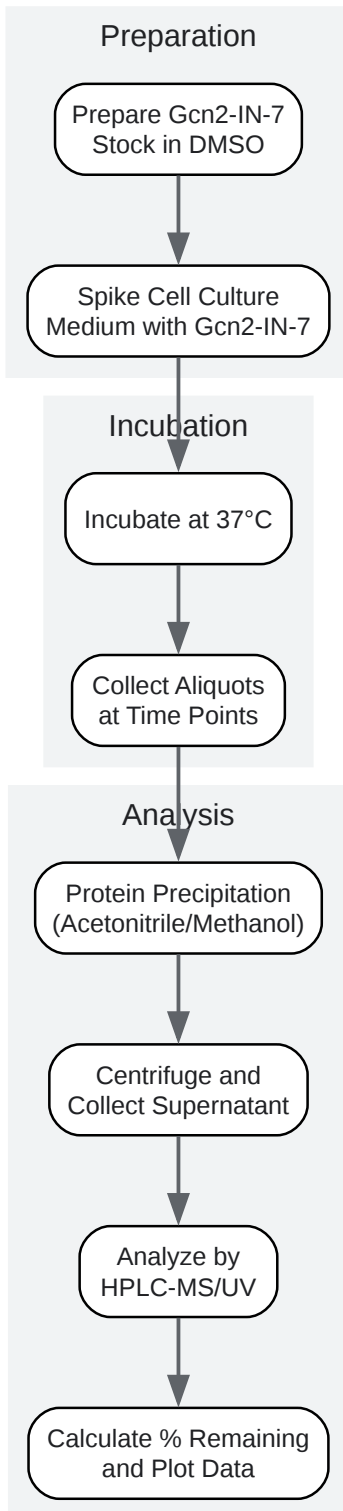 Preparation
Prepare Gcn2-IN-7
Stock in DMSO
Spike Cell Culture
Medium with Gcn2-IN-7
Incubation
Incubate at 37°C
Collect Aliquots
at Time Points
Analysis
Protein Precipitation
(Acetonitrile/Methanol)
Centrifuge and
Collect Supernatant
Analyze by
HPLC-MS/UV
Calculate % Remaining
and Plot Data